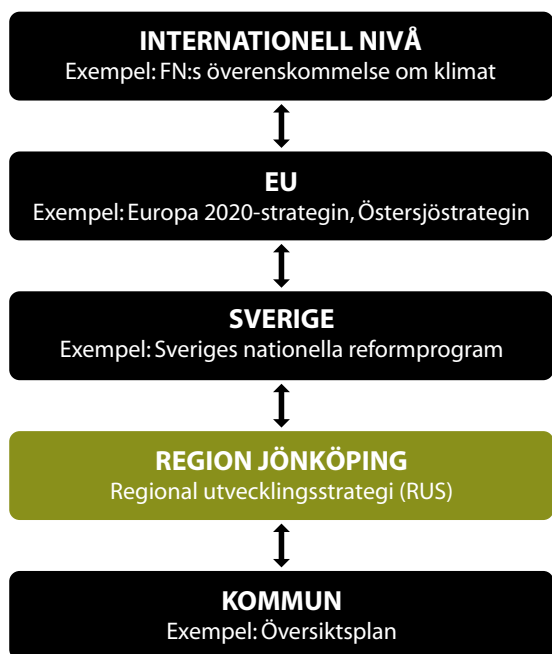 INTERNATIONELL NIVÅ
Exempel: FN:s överenskommelse om klimat
EU
Exempel: Europa 2020-strategin, Östersjöstrategin
SVERIGE
Exempel: Sveriges nationella reformprogram
REGION JÖNKÖPING
Regional utvecklingsstrategi (RUS)
KOMMUN
Exempel: Översiktsplan